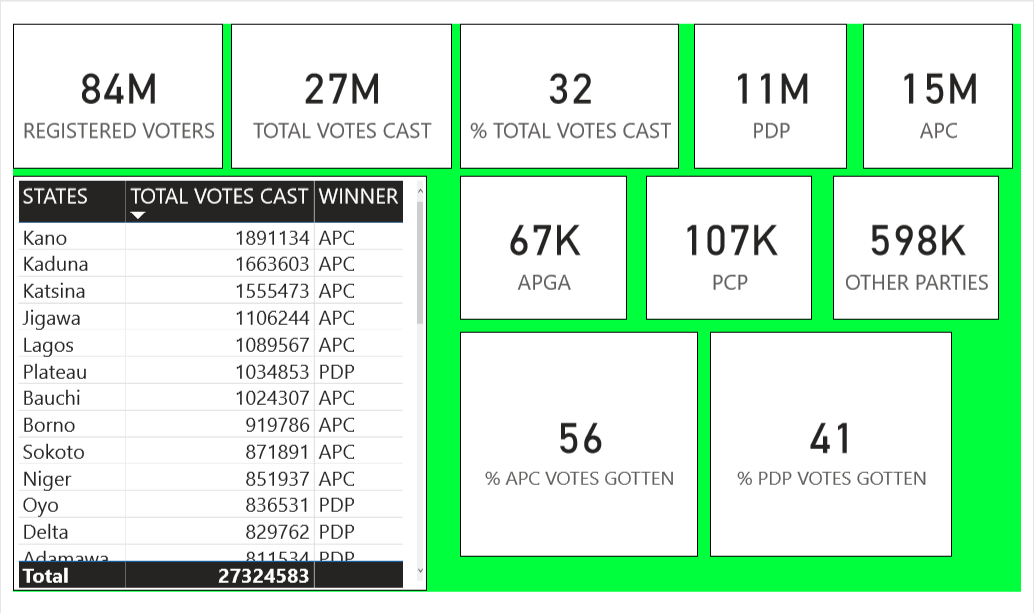 84M
REGISTERED VOTERS
27M
TOTAL VOTES CAST
32
% TOTAL VOTES CAST
11M
PDP
15M
APC
STATES TOTAL VOTES CAST WINNER
Kano 1891134 APC
Kaduna 1663603 APC
Katsina 1555473 APC
Jigawa 1106244 APC
Lagos 1089567 APC
Plateau 1034853 PDP
Bauchi 1024307 APC
Borno 919786 APC
Sokoto 871891 APC
Niger 851937 APC
Oyo 836531 PDP
Delta 829762 PDP
Adamawa 811534 PDP
Total 27324583
67K
APGA
107K
PCP
598K
OTHER PARTIES
56
% APC VOTES GOTTEN
41
% PDP VOTES GOTTEN